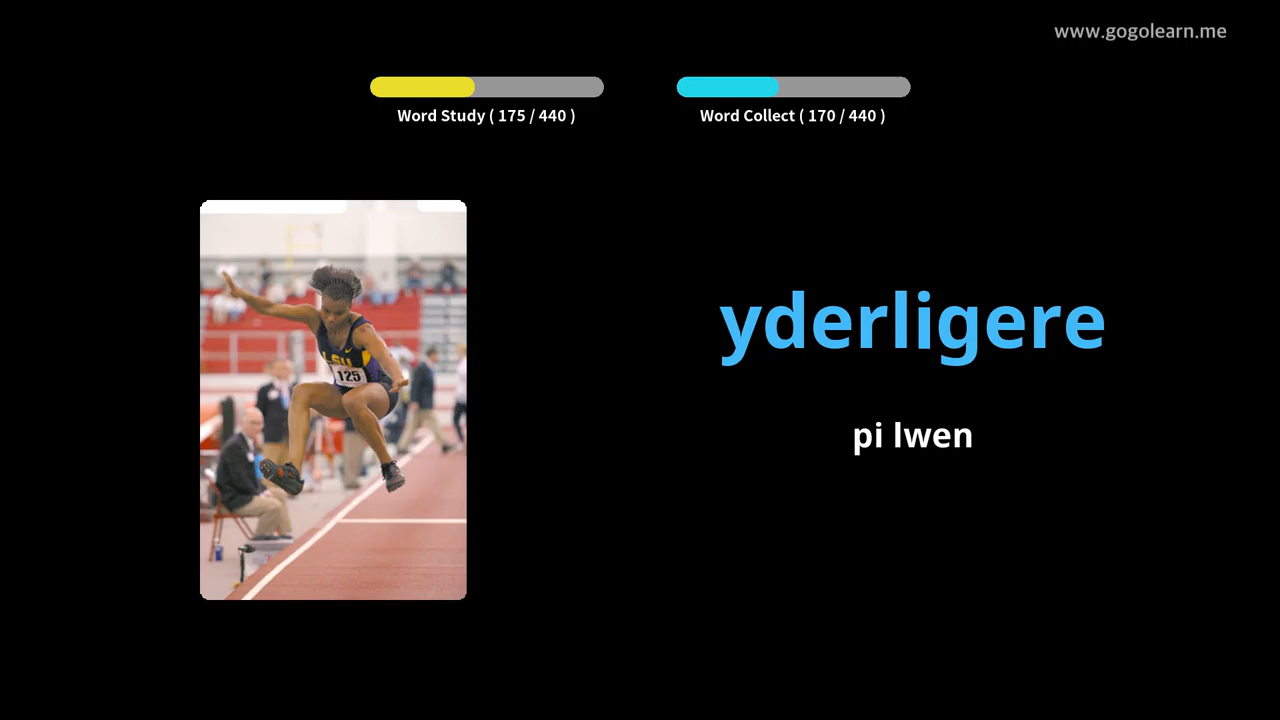 www.gogolearn.me
Word Study ( 175 / 440 )
Word Collect ( 170 / 440 )
yderligere
pi lwen
LSU
125